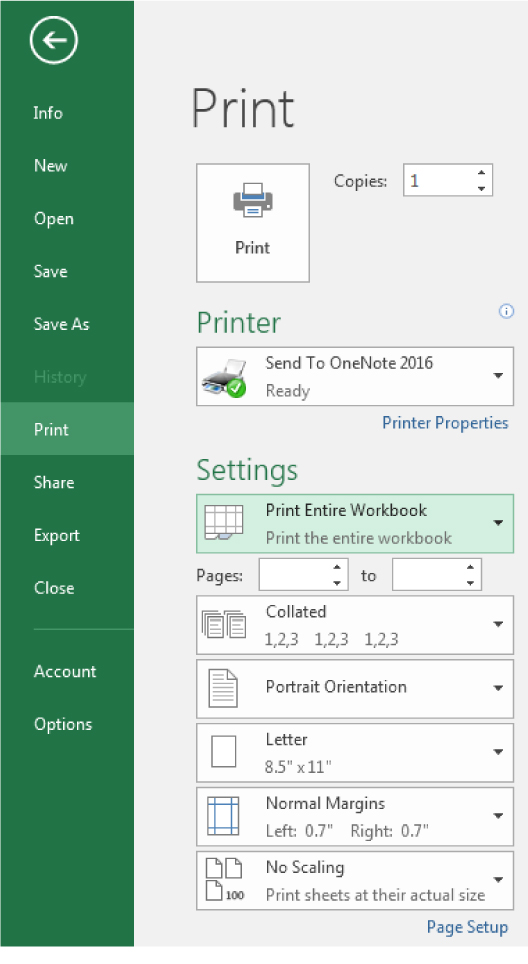 Info
New
Open
Save
Save As
History
Print
Share
Export
Close
Account
Options
Print
Print
Copies: 1
Printer
Send To OneNote 2016
Ready
Printer Properties
Settings
Print Entire Workbook
Print the entire workbook
Pages: to
Collated
1,2,3 1,2,3 1,2,3
Portrait Orientation
Letter
8.5" x 11"
Normal Margins
Left: 0.7" Right: 0.7"
No Scaling
100 Print sheets at their actual size
Page Setup